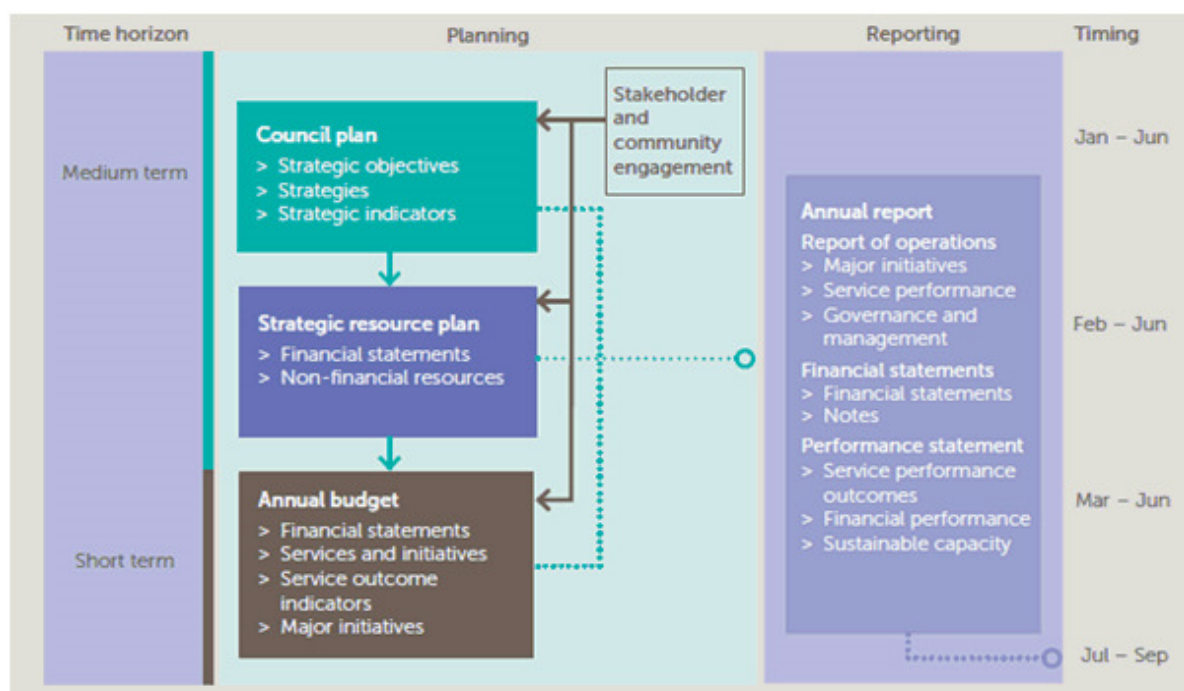 Time horizon
Planning
Reporting
Timing
Medium term
Short term
Council plan
> Strategic objectives
> Strategies
> Strategic indicators
Stakeholder
and
community
engagement
Strategic resource plan
> Financial statements
> Non-financial resources
Annual budget
> Financial statements
> Services and initiatives
> Service outcome
indicators
> Major initiatives
Annual report
Report of operations
> Major initiatives
> Service performance
> Governance and
management
Financial statements
> Financial statements
> Notes
Performance statement
> Service performance
outcomes
> Financial performance
> Sustainable capacity
Jan – Jun
Feb – Jun
Mar – Jun
Jul – Sep